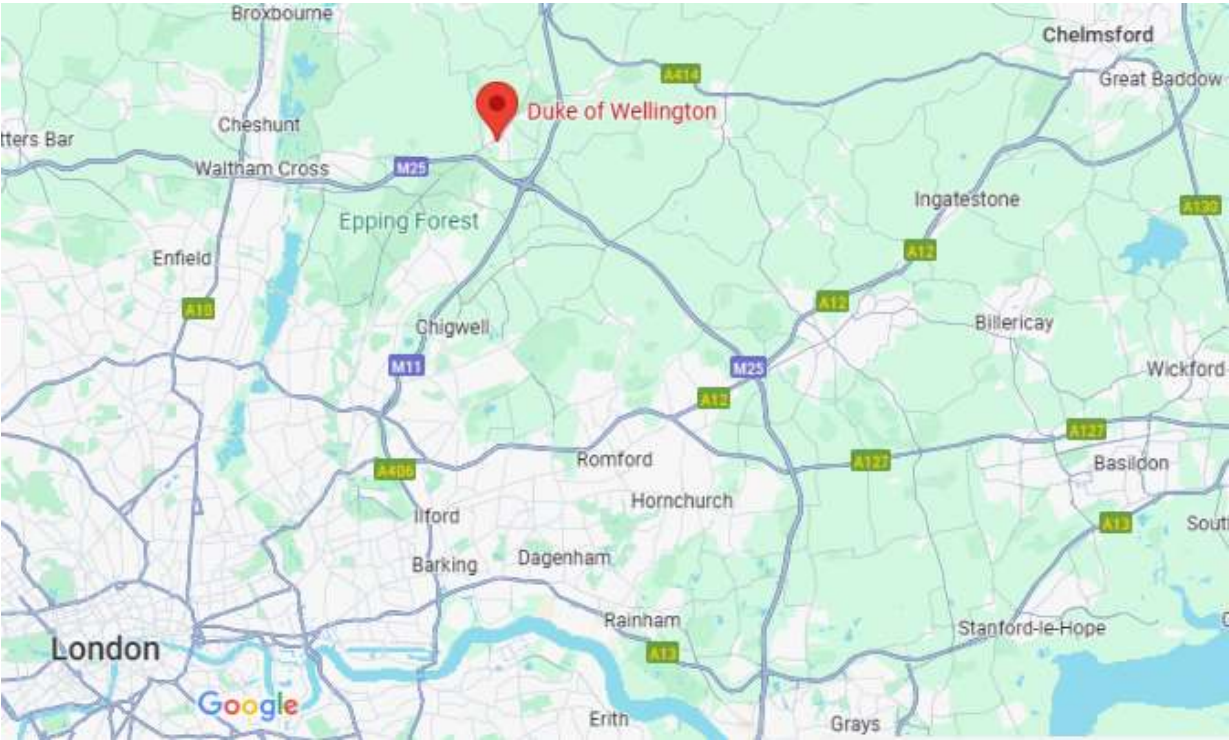 Broxbourne
Chelmsford
A414
Great Baddow
Duke of Wellington
Cheshunt
tters Bar
Waltham Cross
M25
Ingatestone
A130
Epping Forest
A12
Enfield
A10
A12
Chigwell
Billericay
M11
M25
Wickford
A12
A127
Romford
A127
Basildon
A406
Hornchurch
Ilford
A13
Sout
Barking
Dagenham
Rainham
Stanford-le-Hope
London
A13
Google
Erith
Grays